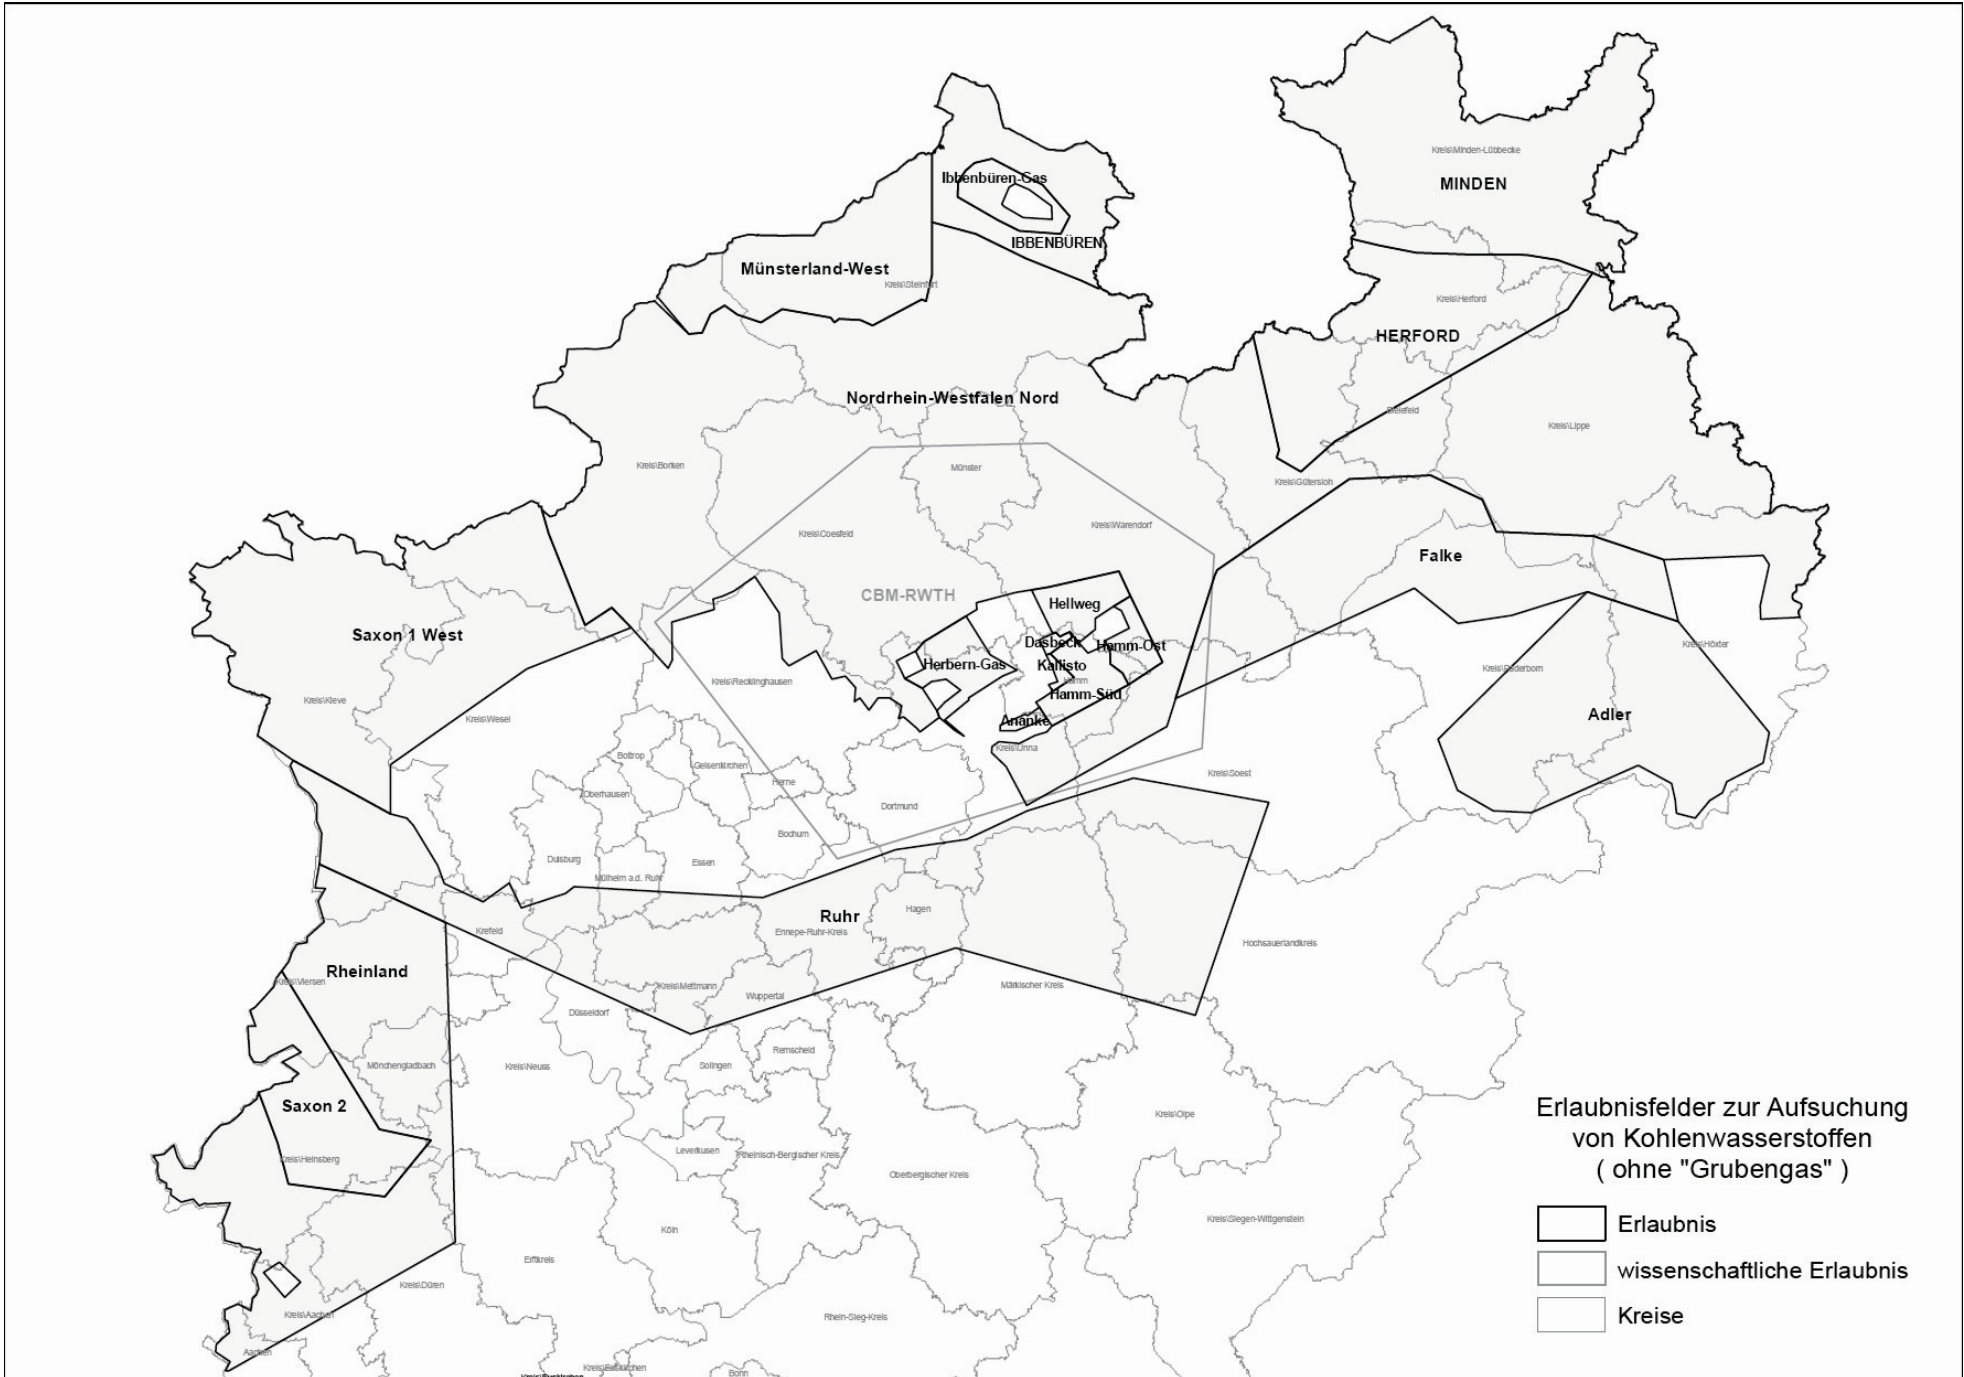 Kreis\Minden-Lübbecke
MINDEN
Ibbenbüren-Gas
IBBENBÜREN
Münsterland-West
Kreis\Steinfurt
Kreis\Herford
HERFORD
Nordrhein-Westfalen Nord
Bielefeld
Kreis\Lippe
Kreis\Borken
Münster
Kreis\Gütersloh
Kreis\Warendorf
Kreis\Coesfeld
Falke
CBM-RWTH
Hellweg
Saxon 1 West
Dasbeck
Hamm-Ost
Kreis\Höxter
Herbern-Gas
Kallisto
Kreis\Paderborn
Kreis\Recklinghausen
Hamm
Hamm-Süd
Kreis\Kleve
Kreis\Wesel
Ananke
Adler
Kreis\Unna
Bottrop
Gelsenkirchen
Kreis\Soest
Herne
Oberhausen
Dortmund
Bochum
Duisburg
Essen
Mülheim a.d. Ruhr
Ruhr
Hagen
Krefeld
Ennepe-Ruhr-Kreis
Hochsauerlandkreis
Rheinland
Kreis\Viersen
Kreis\Mettmann
Wuppertal
Märkischer Kreis
Düsseldorf
Remscheid
Mönchengladbach
Kreis\Neuss
Solingen
Saxon 2
Kreis\Olpe
Leverkusen
Rheinisch-Bergischer Kreis
Kreis\Heinsberg
Oberbergischer Kreis
Kreis\Siegen-Wittgenstein
Köln
Erftkreis
Kreis\Düren
Kreis\Aachen
Rhein-Sieg-Kreis
Aachen
Kreis\Euskirchen
Bonn
Kreis\Euskirchen
Erlaubnisfelder zur Aufsuchung
von Kohlenwasserstoffen
( ohne "Grubengas" )
Erlaubnis
wissenschaftliche Erlaubnis
Kreise